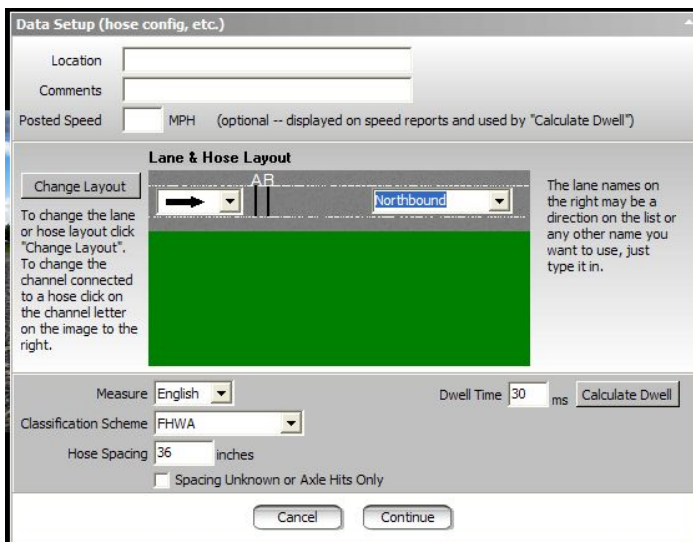 Data Setup (hose config, etc.)
Location
Comments
Posted Speed MPH (optional -- displayed on speed reports and used by "Calculate Dwell")
Lane & Hose Layout
Change Layout
To change the lane
or hose layout click
"Change Layout".
To change the
channel connected
to a hose click on
the channel letter
on the image to the
right.
AB
Northbound
The lane names on
the right may be a
direction on the list or
any other name you
want to use, just
type it in.
Measure English
Dwell Time 30 ms Calculate Dwell
Classification Scheme FHWA
Hose Spacing 36 inches
Spacing Unknown or Axle Hits Only
Cancel Continue